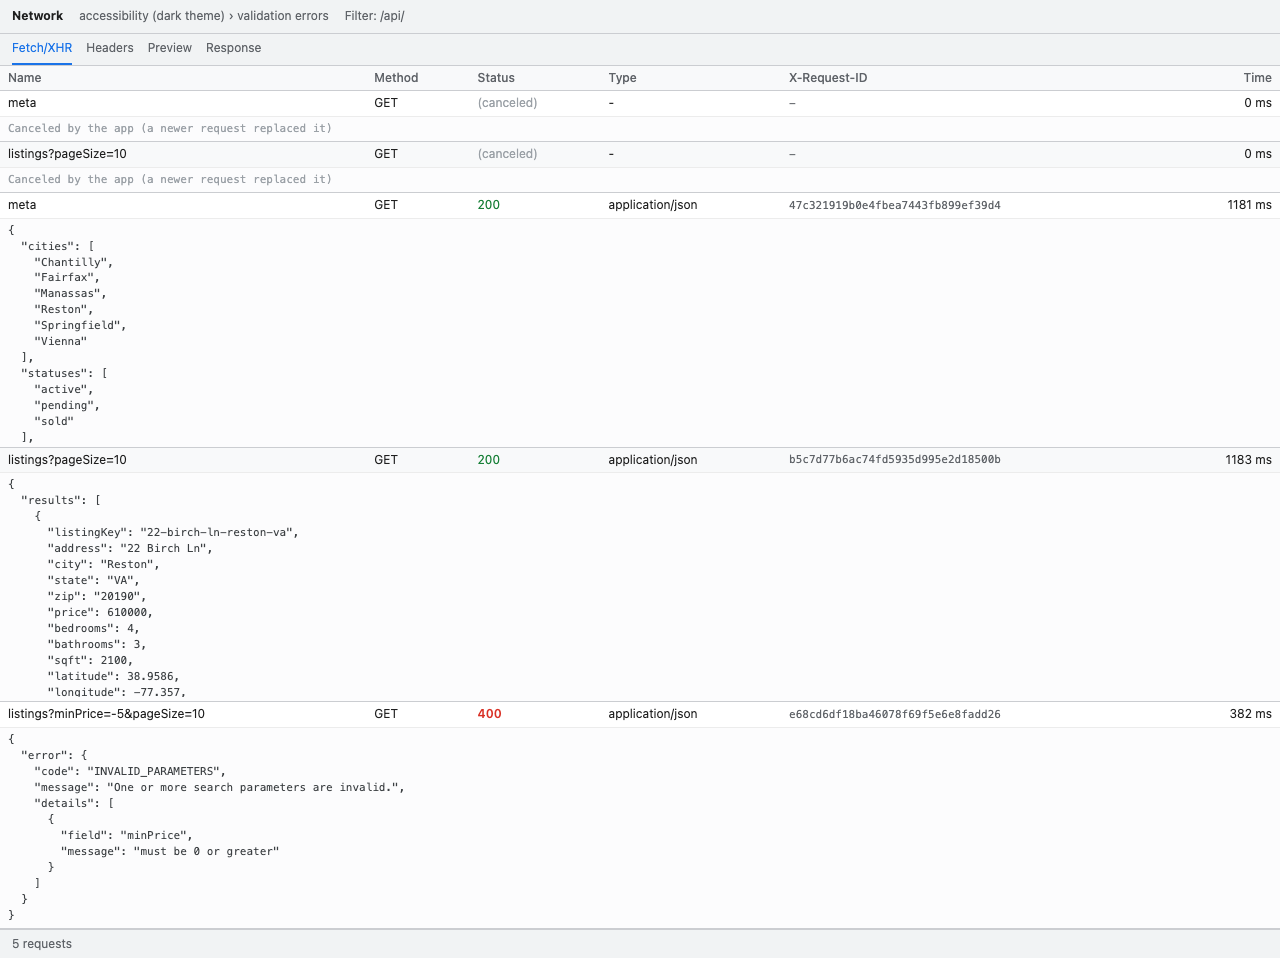 Network accessibility (dark theme) › validation errors Filter: /api/
Fetch/XHR Headers Preview Response
Name Method Status Type X-Request-ID Time
meta GET (canceled) - – 0 ms
Canceled by the app (a newer request replaced it)
listings?pageSize=10 GET (canceled) - – 0 ms
Canceled by the app (a newer request replaced it)
meta GET 200 application/json 47c321919b0e4fbea7443fb899ef39d4 1181 ms
{
"cities": [
"Chantilly",
"Fairfax",
"Manassas",
"Reston",
"Springfield",
"Vienna"
],
"statuses": [
"active",
"pending",
"sold"
],
listings?pageSize=10 GET 200 application/json b5c7d77b6ac74fd5935d995e2d18500b 1183 ms
{
"results": [
{
"listingKey": "22-birch-ln-reston-va",
"address": "22 Birch Ln",
"city": "Reston",
"state": "VA",
"zip": "20190",
"price": 610000,
"bedrooms": 4,
"bathrooms": 3,
"sqft": 2100,
"latitude": 38.9586,
"longitude": -77.357,
listings?minPrice=-5&pageSize=10 GET 400 application/json e68cd6df18ba46078f69f5e6e8fadd26 382 ms
{
"error": {
"code": "INVALID_PARAMETERS",
"message": "One or more search parameters are invalid.",
"details": [
{
"field": "minPrice",
"message": "must be 0 or greater"
}
]
}
}
5 requests